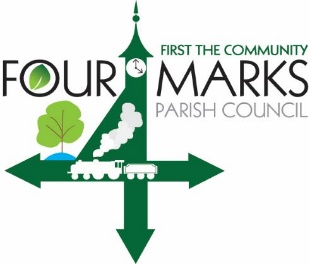 FIRST THE COMMUNITY
FOUR MARKS
PARISH COUNCIL